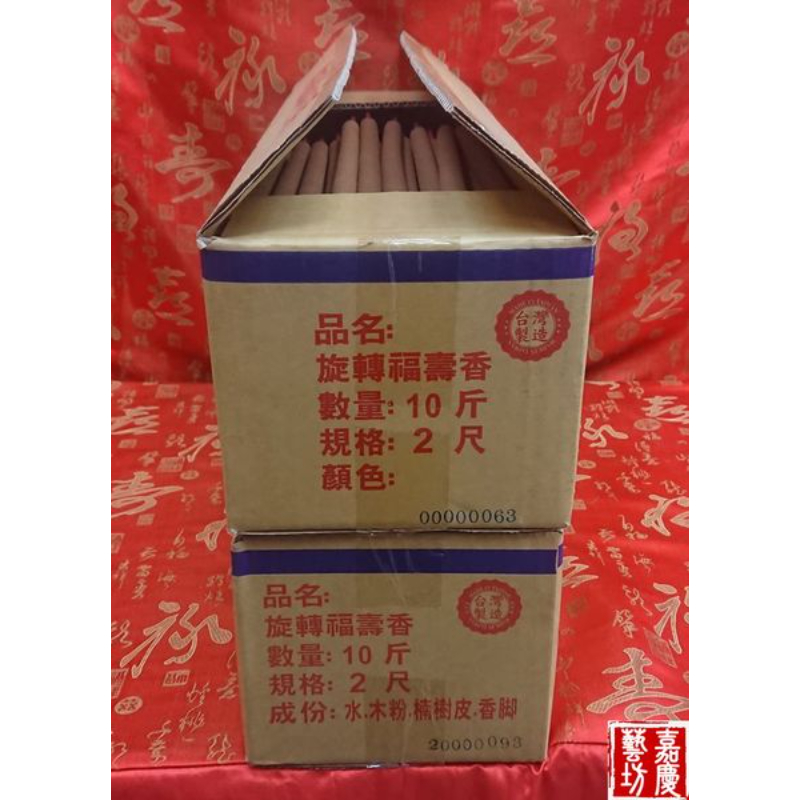 台灣
製造
品名:
旋轉福壽香
數量: 10 斤
規格: 2 尺
顏色:
00000063
台灣
製造
品名:
旋轉福壽香
數量: 10 斤
規格: 2 尺
成份: 水.木粉.楠樹皮.香腳
20000093
嘉慶
藝坊